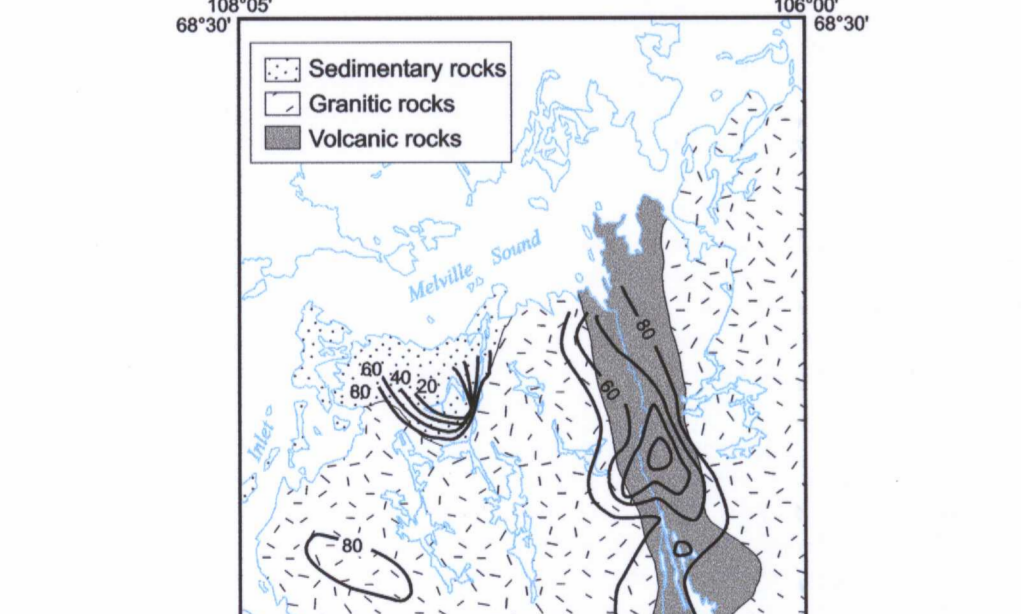 108°05'
106°00'
68°30'
68°30'
Sedimentary rocks
Granitic rocks
Volcanic rocks
Melville Sound
80
60
60
40
20
80
Inlet
80